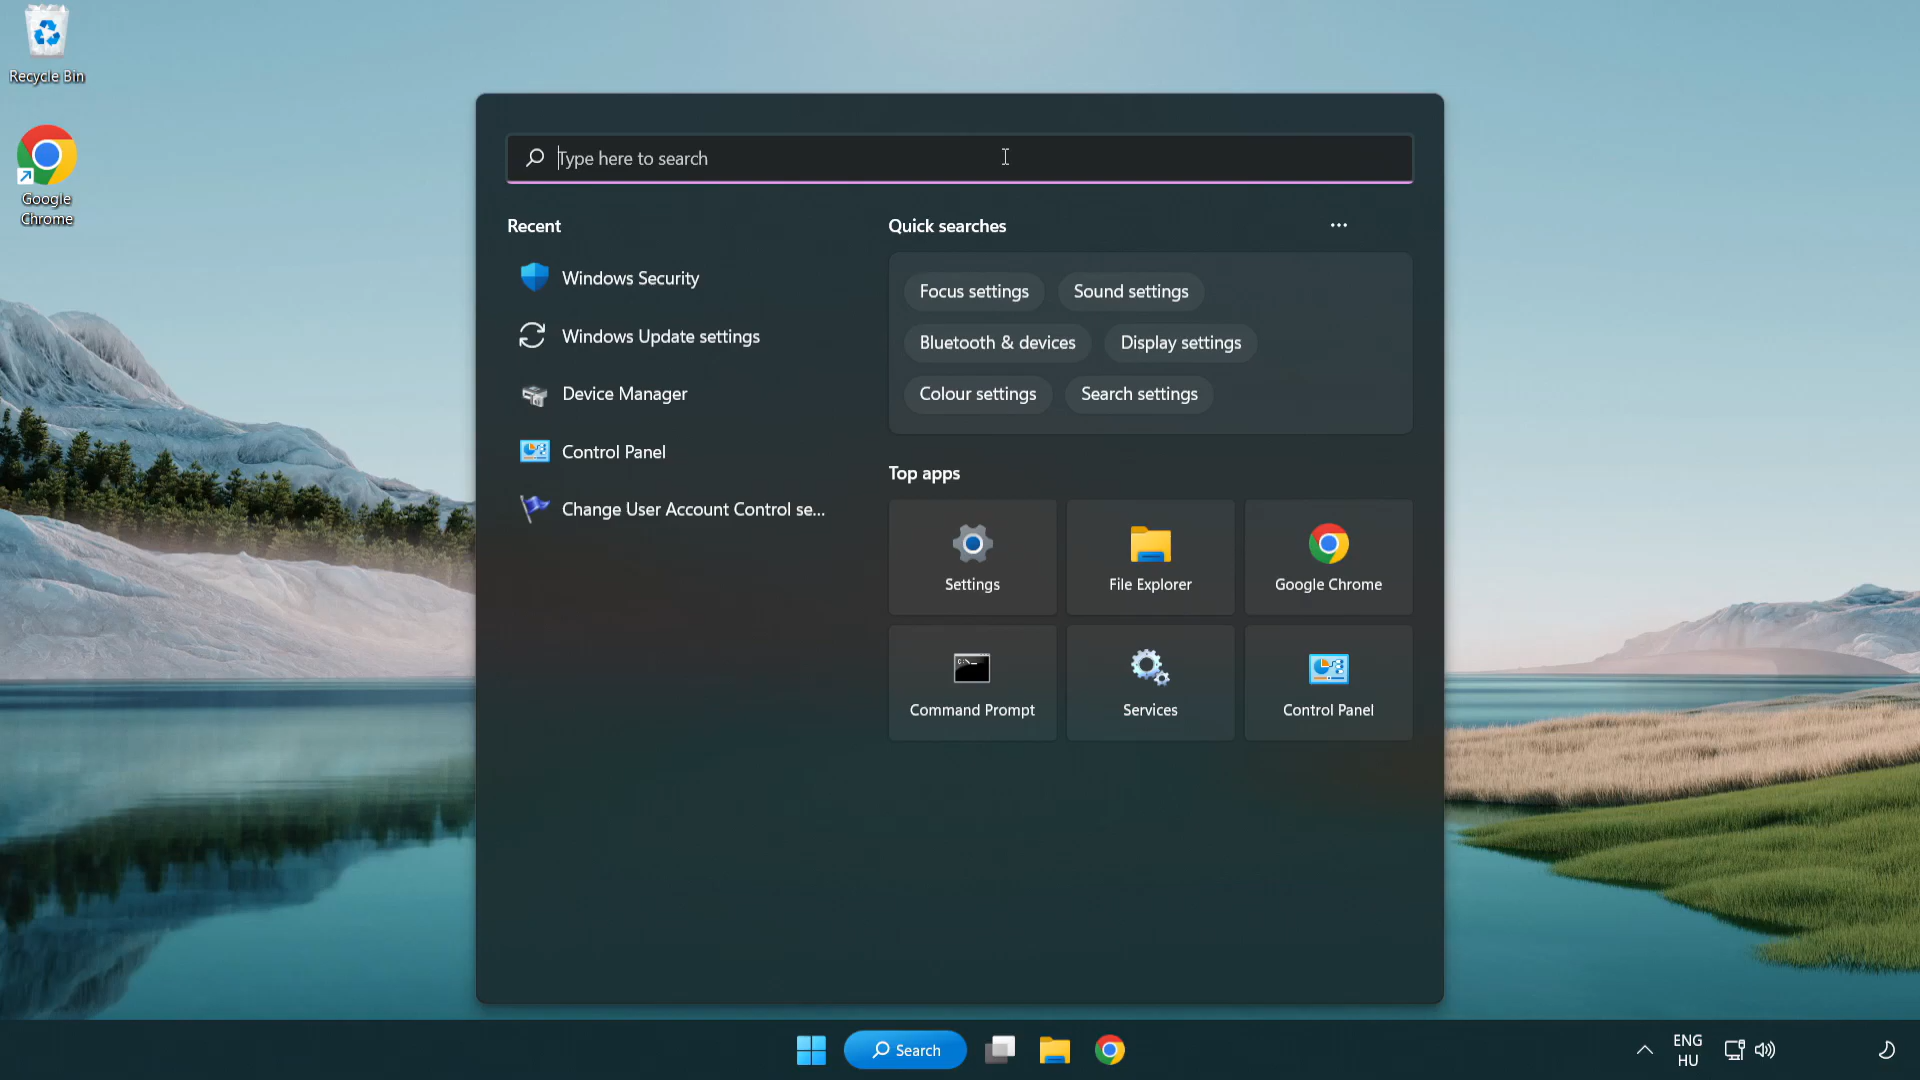 Recycle Bin
Google
Chrome
Type here to search
Recent
Windows Security
Windows Update settings
Device Manager
Control Panel
Change User Account Control se...
Quick searches
Focus settings
Sound settings
Bluetooth & devices
Display settings
Colour settings
Search settings
Top apps
Settings
File Explorer
Google Chrome
Command Prompt
Services
Control Panel
Search
ENG
HU